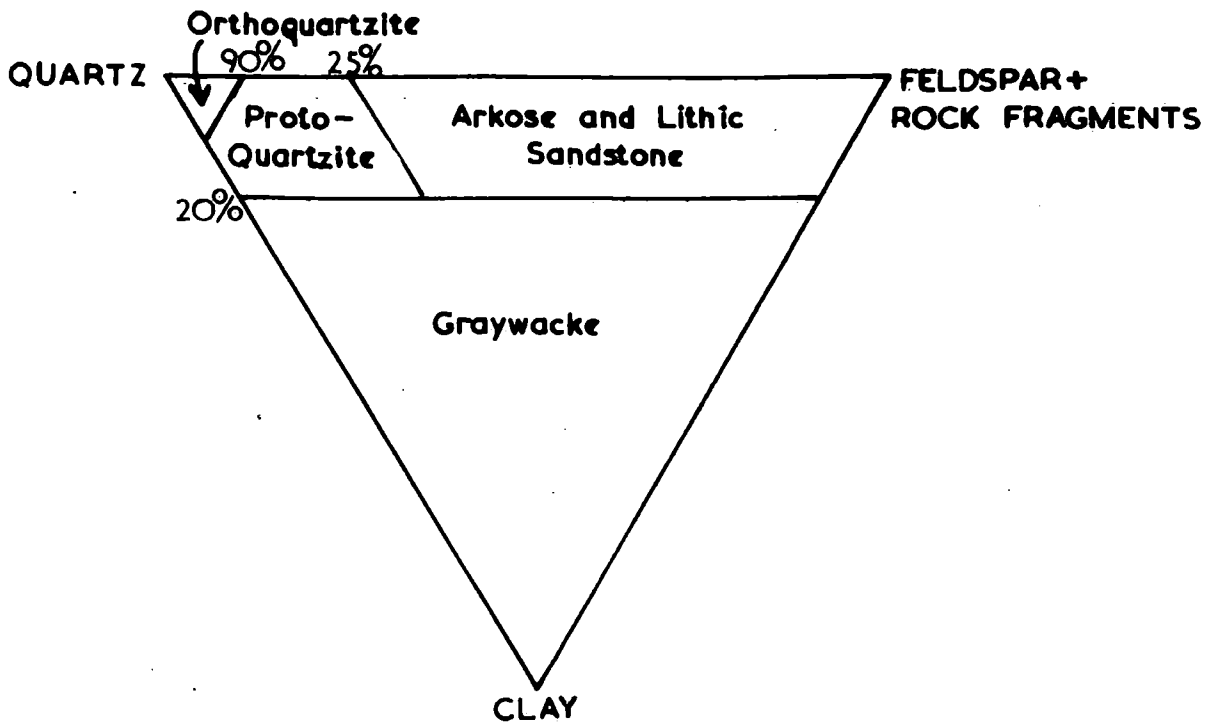 Orthoquartzite
90% 25%
QUARTZ
FELDSPAR+
ROCK FRAGMENTS
Proto-
Quartzite
Arkose and Lithic
Sandstone
20%
Graywacke
CLAY